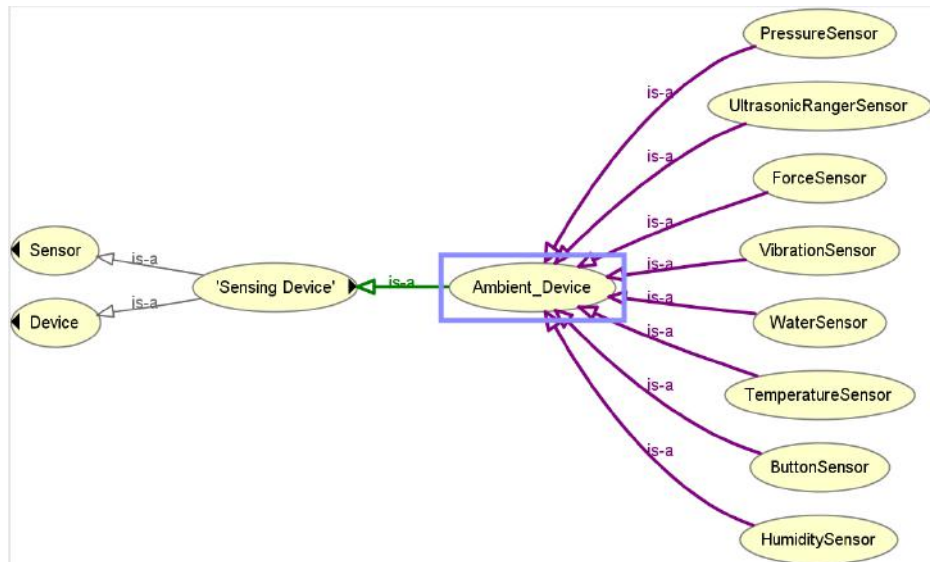 PressureSensor
is-a
UltrasonicRangerSensor
is-a
ForceSensor
is-a
Sensor
is-a
VibrationSensor
is-a
'Sensing Device'
is-a
Ambient_Device
is-a
Device
is-a
WaterSensor
is-a
TemperatureSensor
is-a
ButtonSensor
is-a
HumiditySensor